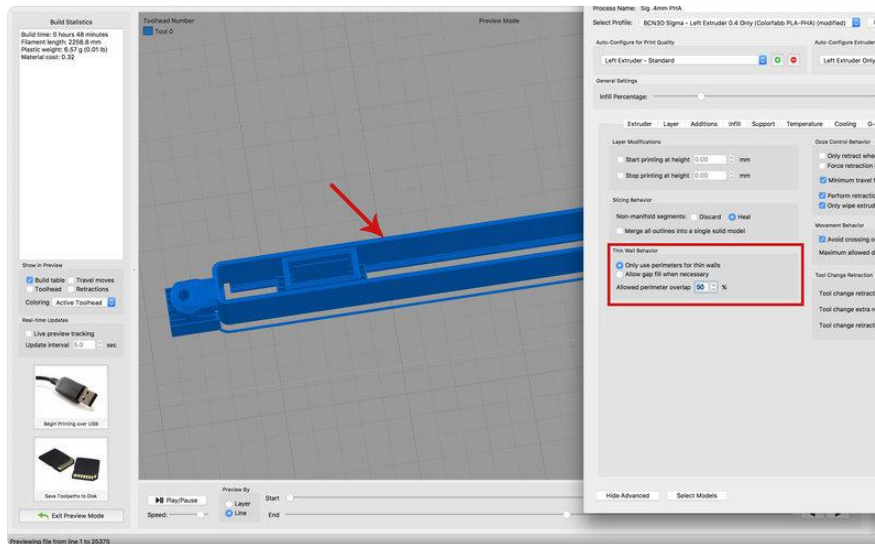 Build Statistics
Build time: 0 hours 48 minutes
Filament length: 2258.8 mm
Plastic weight: 6.57 g (0.01 lb)
Material cost: 0.32
Show in Preview
Build table Travel moves
Toolhead Retractions
Coloring Active Toolhead
Real-time Updates
Live preview tracking
Update interval 5.0 sec
Begin Printing over USB
Save Toolpaths to Disk
Exit Preview Mode
Previewing file from line 1 to 25375
Toolhead Number
Tool 0
Preview Mode
Play/Pause
Speed:
Preview By
Layer
Line
Start
End
Process Name: Sig .4mm PHA
Select Profile: BCN3D Sigma - Left Extruder 0.4 Only (Colorfabb PLA-PHA) (modified)
Auto-Configure for Print Quality
Left Extruder - Standard
Auto-Configure Extruder
Left Extruder Only
General Settings
Infill Percentage:
Extruder Layer Additions Infill Support Temperature Cooling G-
Layer Modifications
Start printing at height 0.00 mm
Stop printing at height 0.00 mm
Slicing Behavior
Non-manifold segments: Discard Heal
Merge all outlines into a single solid model
Thin Wall Behavior
Only use perimeters for thin walls
Allow gap fill when necessary
Allowed perimeter overlap 50 %
Ooze Control Behavior
Only retract whe
Force retraction
Minimum travel
Perform retractio
Only wipe extrud
Movement Behavior
Avoid crossing o
Maximum allowed d
Tool Change Retraction
Tool change retract
Tool change extra r
Tool change retract
Hide Advanced Select Models